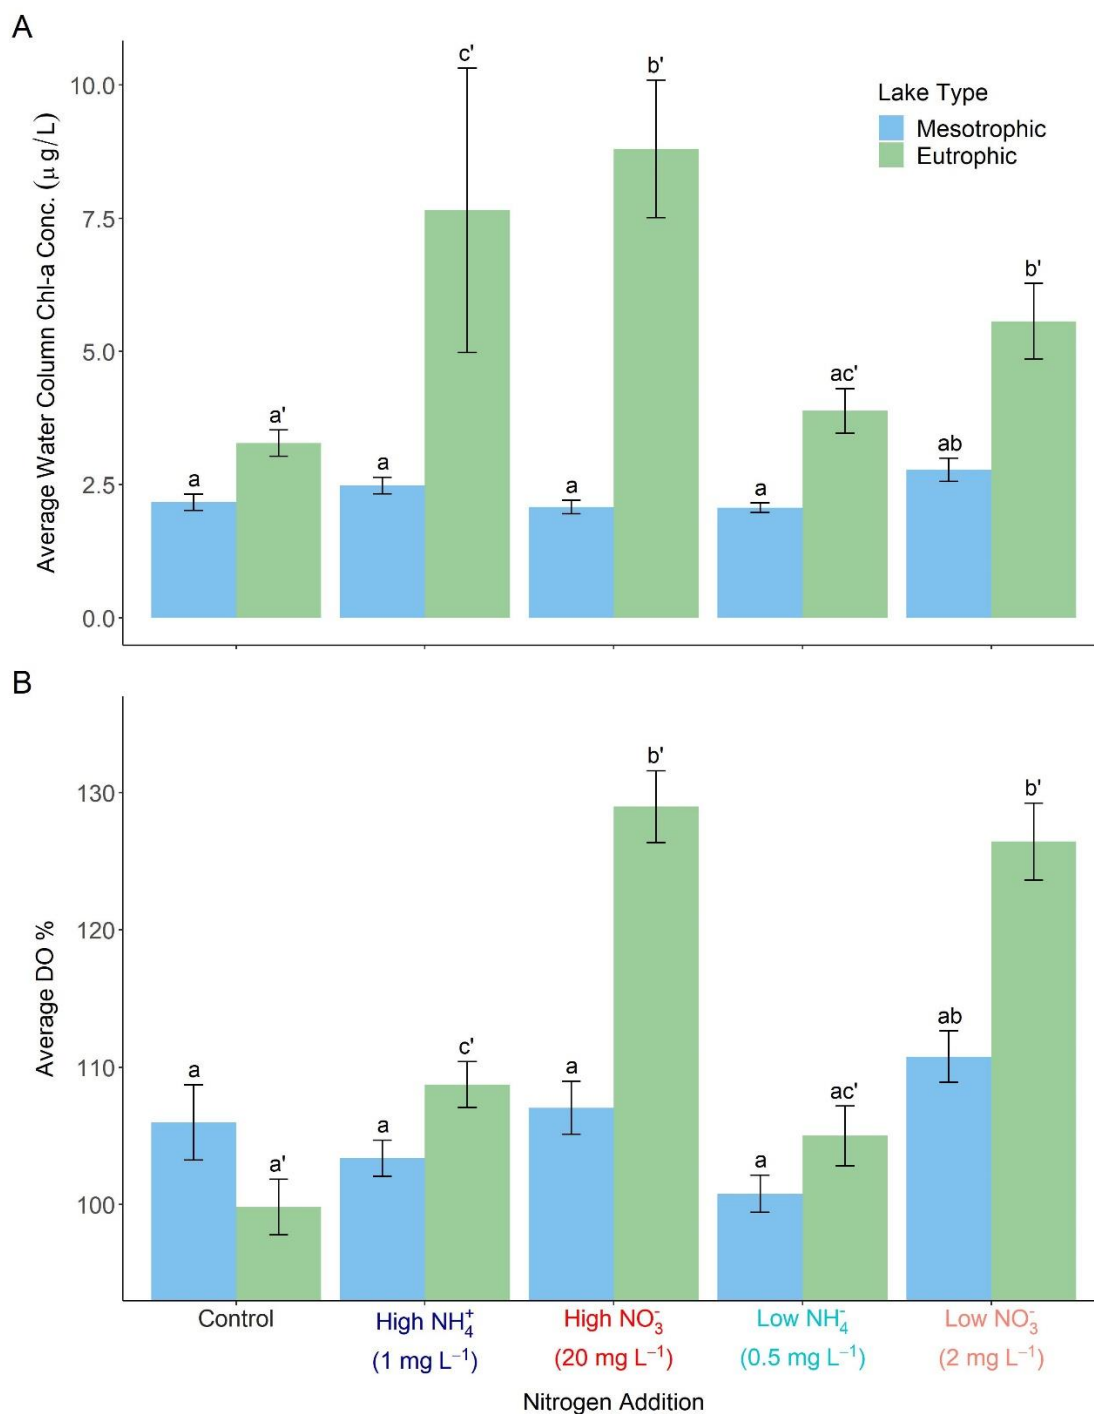 A
Average Water Column Chl-a Conc. (μg/L)
10.0
7.5
5.0
2.5
0.0
Lake Type
Mesotrophic
Eutrophic
a
a'
a
c'
a
b'
a
ac'
ab
b'
B
Average DO %
130
120
110
100
a
a'
a
c'
a
b'
a
ac'
ab
b'
Control
High NH₄⁺
(1 mg L⁻¹)
High NO₃⁻
(20 mg L⁻¹)
Low NH₄⁻
(0.5 mg L⁻¹)
Low NO₃⁻
(2 mg L⁻¹)
Nitrogen Addition